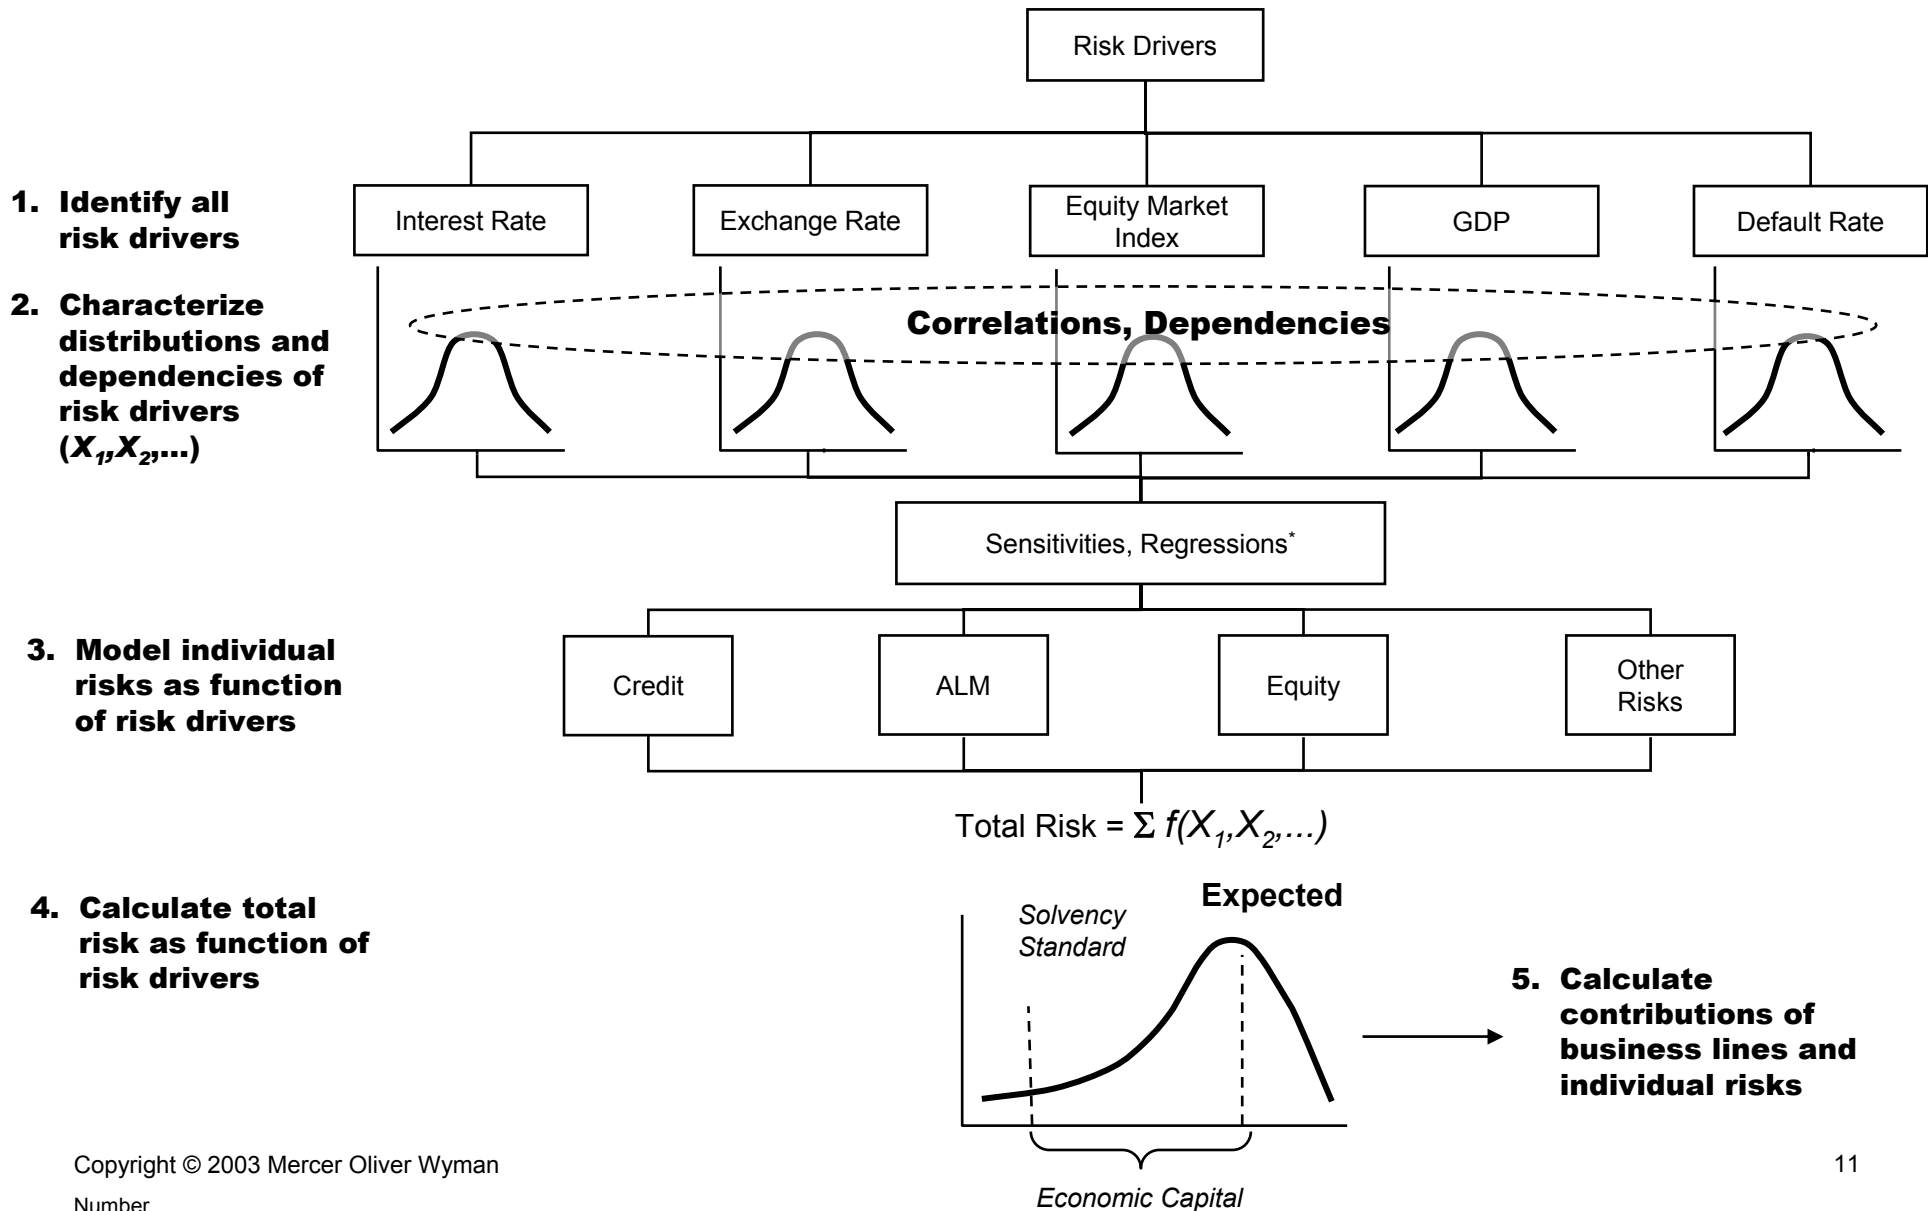 Risk Drivers
1. Identify all
risk drivers
Interest Rate
Exchange Rate
Equity Market
Index
GDP
Default Rate
2. Characterize
distributions and
dependencies of
risk drivers
(X1,X2,...)
Correlations, Dependencies
Sensitivities, Regressions*
3. Model individual
risks as function
of risk drivers
Credit
ALM
Equity
Other
Risks
Total Risk = Σ f(X1,X2,...)
4. Calculate total
risk as function of
risk drivers
Solvency
Standard
Expected
5. Calculate
contributions of
business lines and
individual risks
Economic Capital
Copyright © 2003 Mercer Oliver Wyman
11
Number